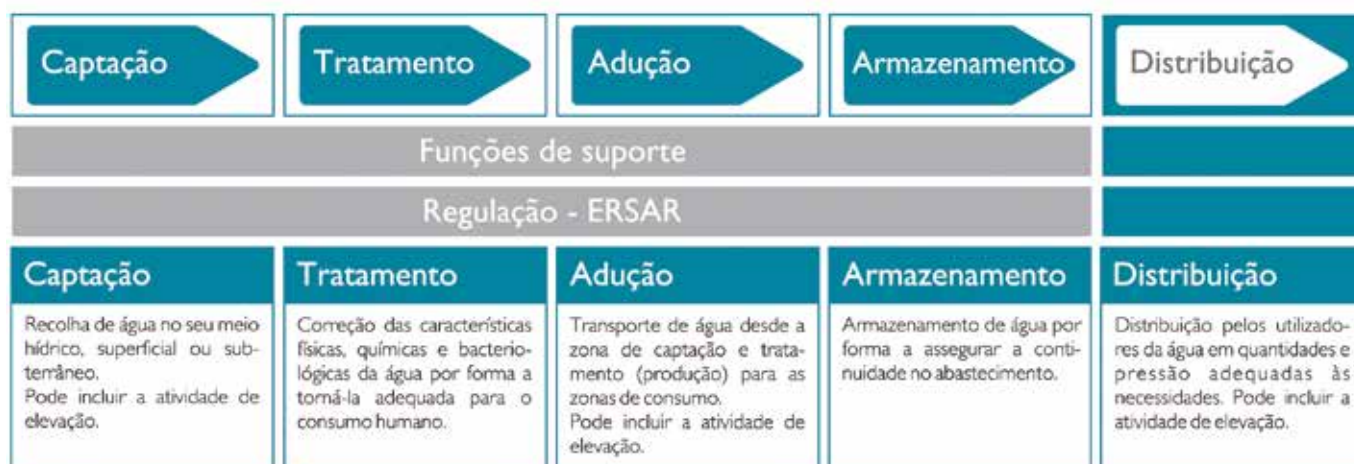 Captação
Tratamento
Adução
Armazenamento
Distribuição
Funções de suporte
Regulação - ERSAR
Captação
Recolha de água no seu meio
hídrico, superficial ou sub-
terrâneo.
Pode incluir a atividade de
elevação.
Tratamento
Correção das características
físicas, químicas e bacterio-
lógicas da água por forma a
torná-la adequada para o
consumo humano.
Adução
Transporte de água desde a
zona de captação e trata-
mento (produção) para as
zonas de consumo.
Pode incluir a atividade de
elevação.
Armazenamento
Armazenamento de água por
forma a assegurar a conti-
nuidade no abastecimento.
Distribuição
Distribuição pelos utilizado-
res da água em quantidades e
pressão adequadas às
necessidades. Pode incluir a
atividade de elevação.